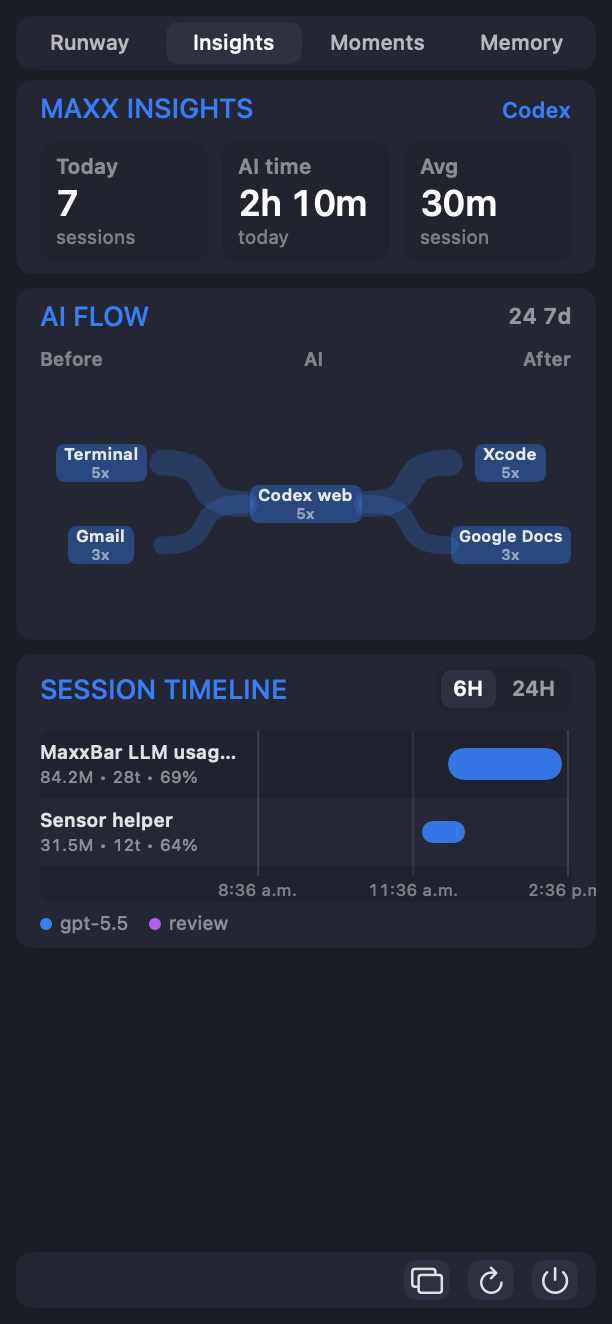 Runway Insights Moments Memory
MAXX INSIGHTS Codex
Today AI time Avg
7 2h 10m 30m
sessions today session
AI FLOW 24 7d
Before AI After
Terminal
5x
Xcode
5x
Codex web
5x
Gmail
3x
Google Docs
3x
SESSION TIMELINE 6H 24H
MaxxBar LLM usag...
84.2M • 28t • 69%
Sensor helper
31.5M • 12t • 64%
8:36 a.m. 11:36 a.m. 2:36 p.n
gpt-5.5 review